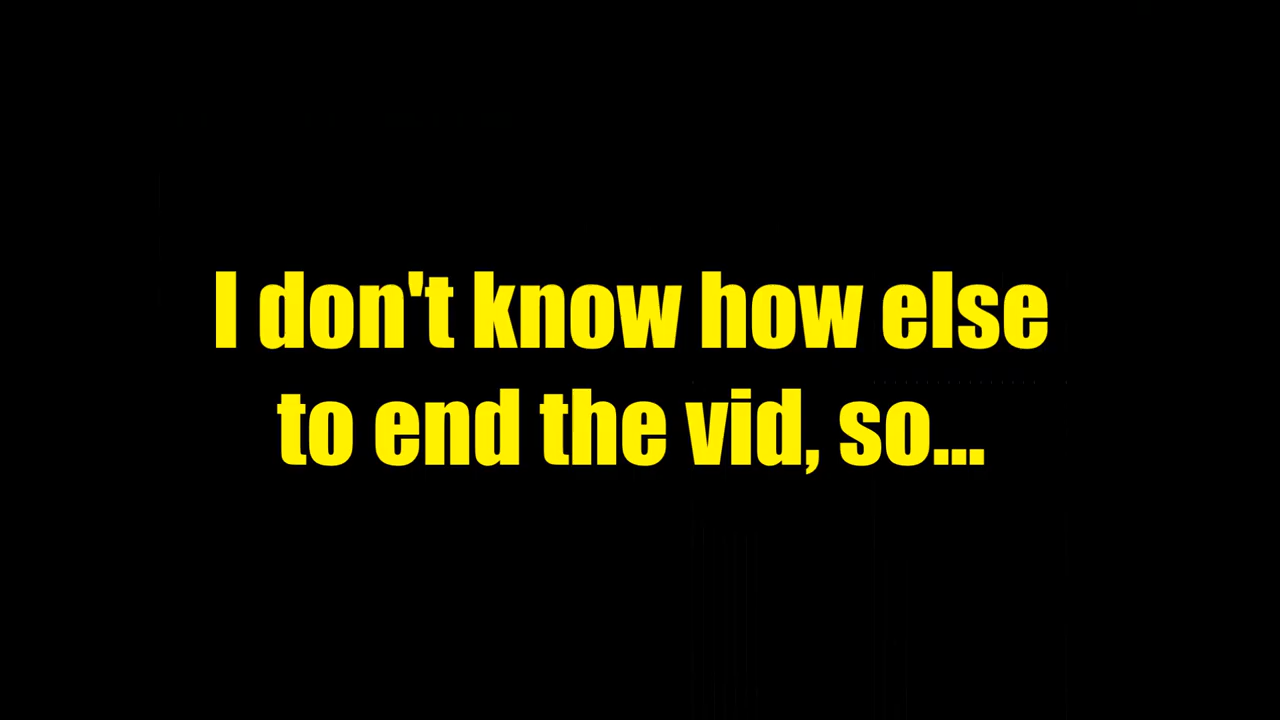 I don't know how else
to end the vid, so...